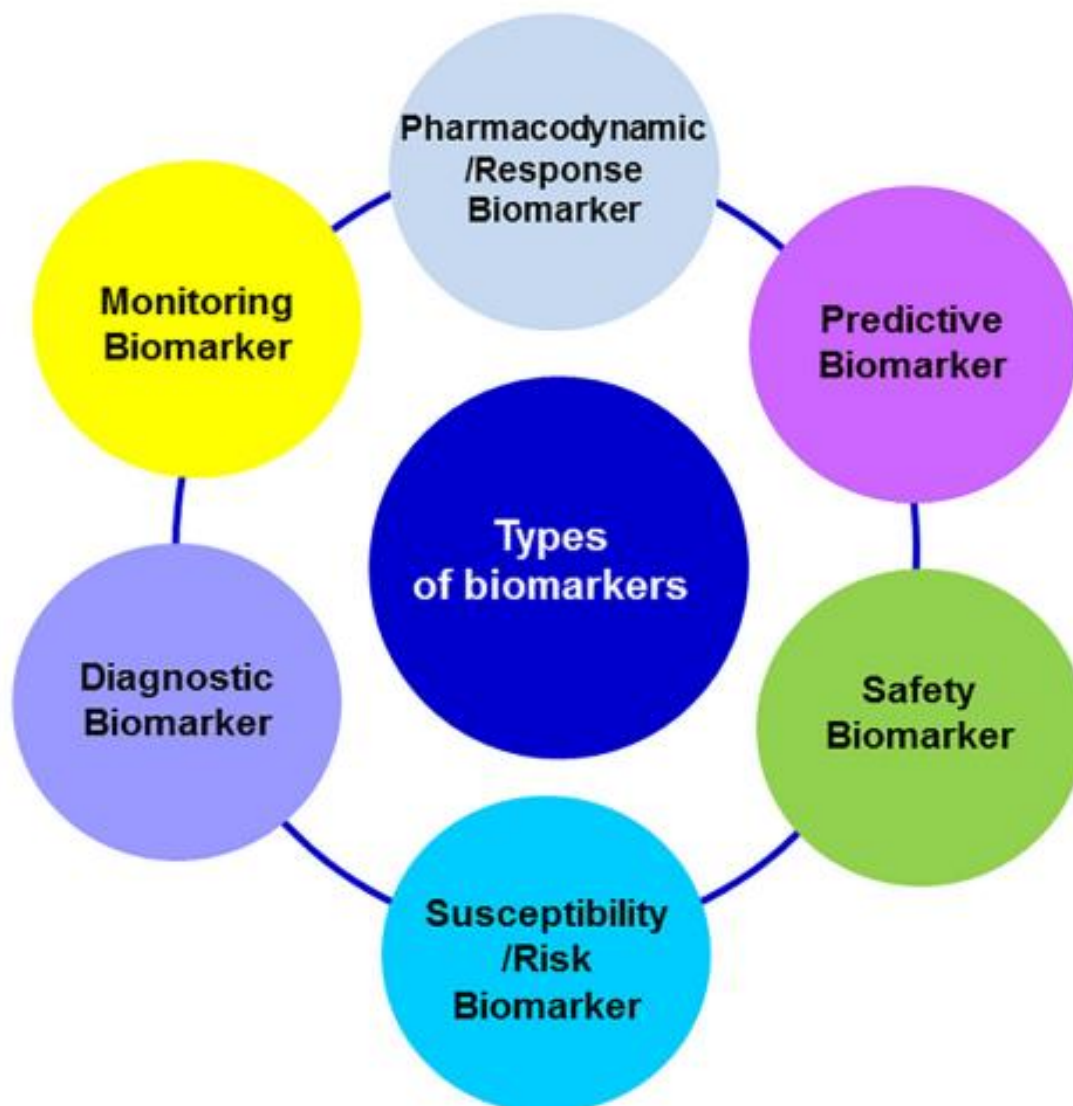 Pharmacodynamic
/Response
Biomarker
Monitoring
Biomarker
Predictive
Biomarker
Types
of biomarkers
Diagnostic
Biomarker
Safety
Biomarker
Susceptibility
/Risk
Biomarker